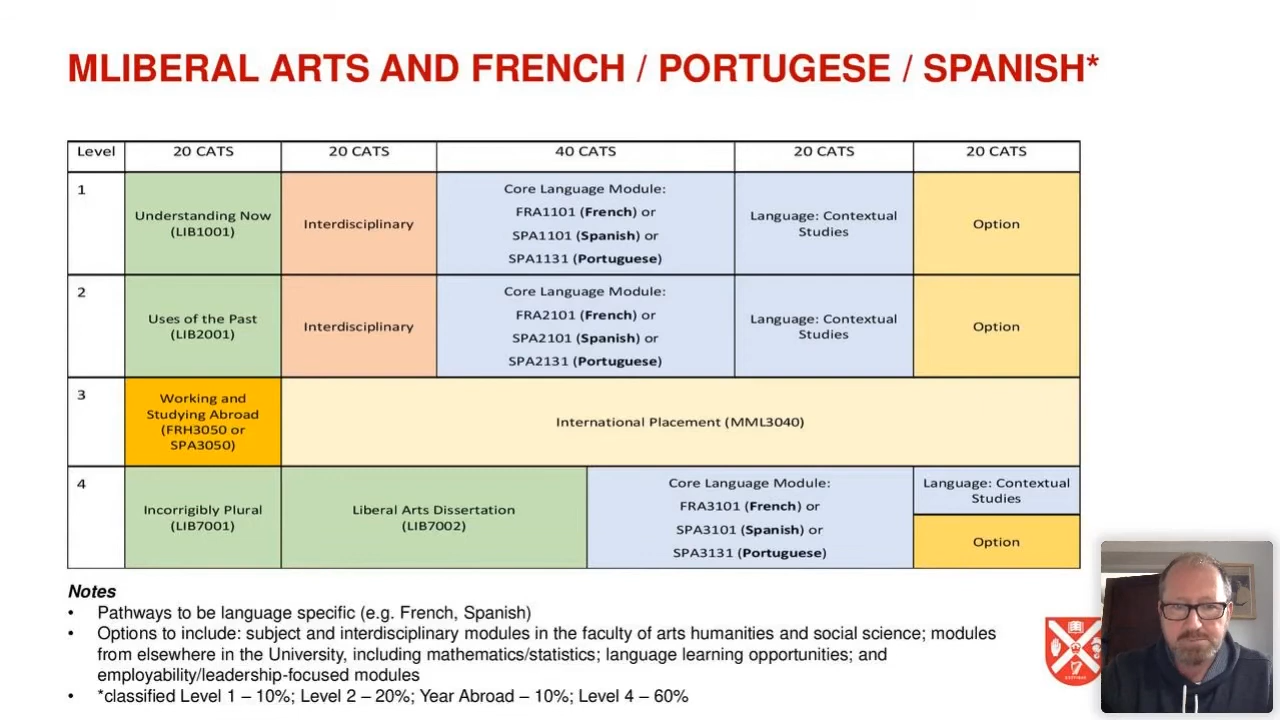 MLIBERAL ARTS AND FRENCH / PORTUGESE / SPANISH*
Level 20 CATS 20 CATS 40 CATS 20 CATS 20 CATS
1
Understanding Now
(LIB1001)
Interdisciplinary
Core Language Module:
FRA1101 (French) or
SPA1101 (Spanish) or
SPA1131 (Portuguese)
Language: Contextual
Studies
Option
2
Uses of the Past
(LIB2001)
Interdisciplinary
Core Language Module:
FRA2101 (French) or
SPA2101 (Spanish) or
SPA2131 (Portuguese)
Language: Contextual
Studies
Option
3
Working and
Studying Abroad
(FRH3050 or
SPA3050)
International Placement (MML3040)
4
Incorrigibly Plural
(LIB7001)
Liberal Arts Dissertation
(LIB7002)
Core Language Module:
FRA3101 (French) or
SPA3101 (Spanish) or
SPA3131 (Portuguese)
Language: Contextual
Studies
Option
Notes
• Pathways to be language specific (e.g. French, Spanish)
• Options to include: subject and interdisciplinary modules in the faculty of arts humanities and social science; modules
from elsewhere in the University, including mathematics/statistics; language learning opportunities; and
employability/leadership-focused modules
• *classified Level 1 – 10%; Level 2 – 20%; Year Abroad – 10%; Level 4 – 60%